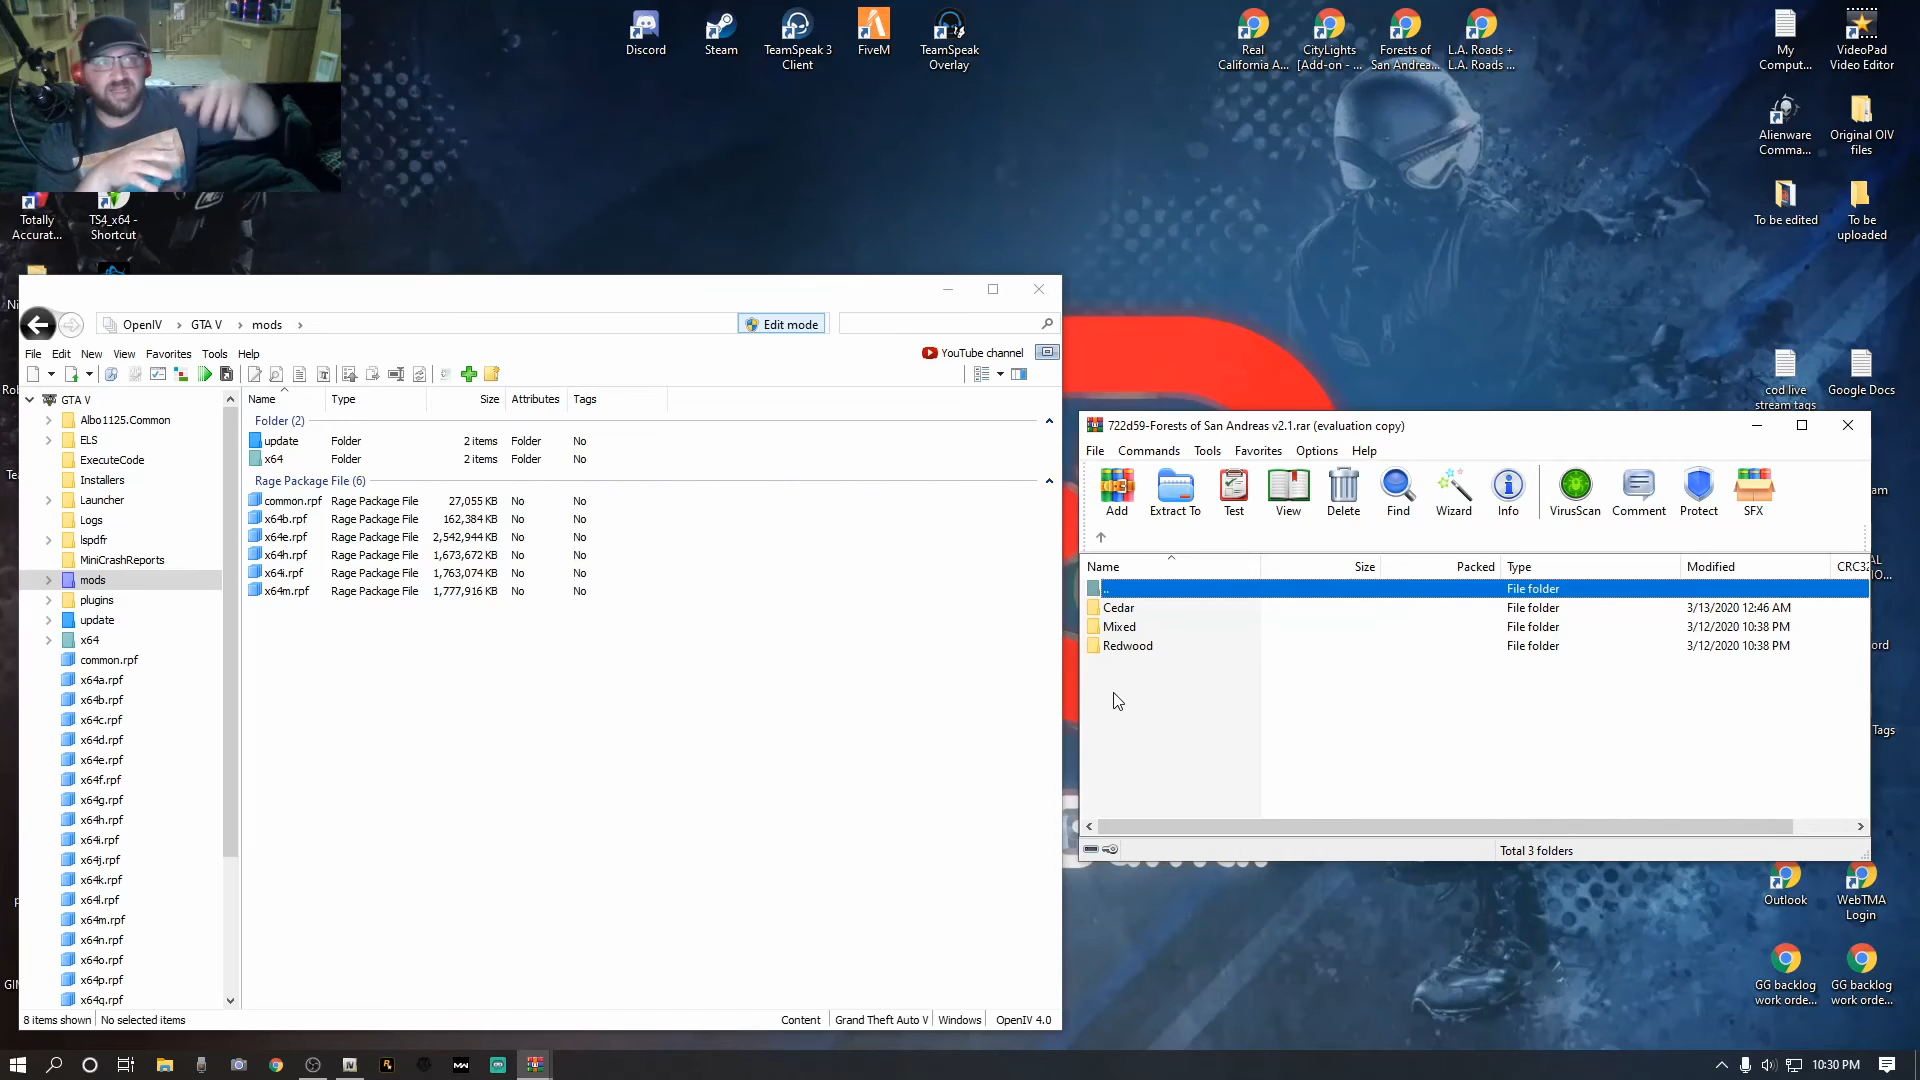 Discord
Steam
TeamSpeak 3
Client
FiveM
TeamSpeak
Overlay
Real
California A...
CityLights
[Add-on - ...
Forests of
San Andrea...
L.A. Roads +
L.A. Roads ...
My
Comput...
VideoPad
Video Editor
Alienware
Comma...
Original OIV
files
To be edited
To be
uploaded
Totally
Accurat...
TS4_x64 -
Shortcut
cod live
stream tags
Google Docs
OpenIV
GTA V
mods
Edit mode
File Edit New View Favorites Tools Help
YouTube channel
GTA V
Albo1125.Common
ELS
ExecuteCode
Installers
Launcher
Logs
lspdfr
MiniCrashReports
mods
plugins
update
x64
common.rpf
x64a.rpf
x64b.rpf
x64c.rpf
x64d.rpf
x64e.rpf
x64f.rpf
x64g.rpf
x64h.rpf
x64i.rpf
x64j.rpf
x64k.rpf
x64l.rpf
x64m.rpf
x64n.rpf
x64o.rpf
x64p.rpf
x64q.rpf
Name Type Size Attributes Tags
Folder (2)
update Folder 2 items Folder No
x64 Folder 2 items Folder No
Rage Package File (6)
common.rpf Rage Package File 27,055 KB No No
x64b.rpf Rage Package File 162,384 KB No No
x64e.rpf Rage Package File 2,542,944 KB No No
x64h.rpf Rage Package File 1,673,672 KB No No
x64i.rpf Rage Package File 1,763,074 KB No No
x64m.rpf Rage Package File 1,777,916 KB No No
8 items shown No selected items
Content Grand Theft Auto V Windows OpenIV 4.0
722d59-Forests of San Andreas v2.1.rar (evaluation copy)
File Commands Tools Favorites Options Help
Add Extract To Test View Delete Find Wizard Info VirusScan Comment Protect SFX
Name Size Packed Type Modified CRC32
.. File folder
Cedar File folder 3/13/2020 12:46 AM
Mixed File folder 3/12/2020 10:38 PM
Redwood File folder 3/12/2020 10:38 PM
Total 3 folders
Tags
Outlook
WebTMA
Login
GG backlog
work orde...
GG backlog
work orde...
10:30 PM